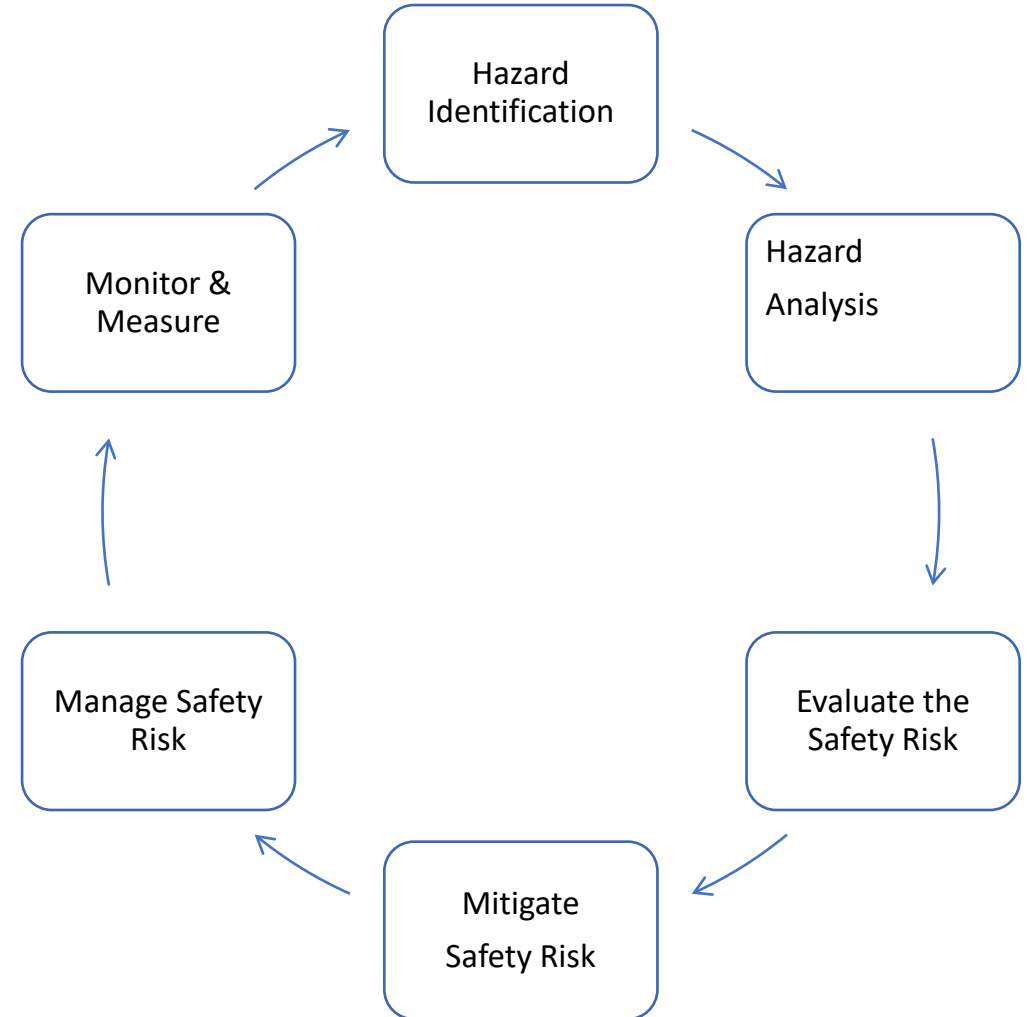 Hazard
Identification
Hazard
Analysis
Evaluate the
Safety Risk
Mitigate
Safety Risk
Manage Safety
Risk
Monitor &
Measure